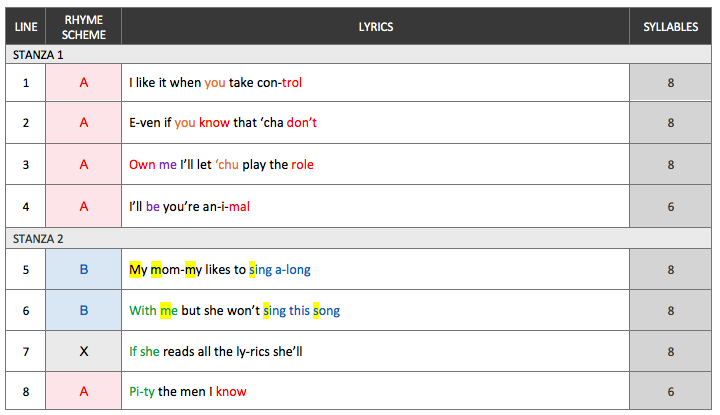 LINE RHYME SCHEME LYRICS SYLLABLES
STANZA 1
1 A I like it when you take con-trol 8
2 A E-ven if you know that ‘cha don’t 8
3 A Own me I’ll let ‘chu play the role 8
4 A I’ll be you’re an-i-mal 6
STANZA 2
5 B My mom-my likes to sing a-long 8
6 B With me but she won’t sing this song 8
7 X If she reads all the ly-rics she’ll 8
8 A Pi-ty the men I know 6